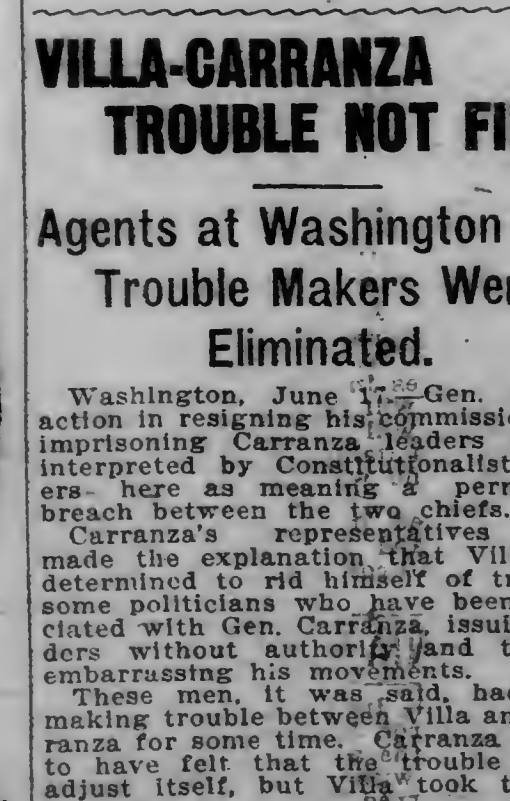 VILLA-CARRANZA
TROUBLE NOT FI
Agents at Washington
Trouble Makers We
Eliminated.
Washington, June 17.—Gen.
action in resigning his commissi
imprisoning Carranza leaders
interpreted by Constitutionalist
ers- here as meaning a perm
breach between the two chiefs.
Carranza's representatives
made the explanation that Vil
determined to rid himself of tr
some politicians who have been
ciated with Gen. Carranza, issui
ders without authority and t
embarrassing his movements.
These men, it was said, had
making trouble between Villa an
ranza for some time. Carranza
to have felt that the trouble
adjust itself, but Villa took t